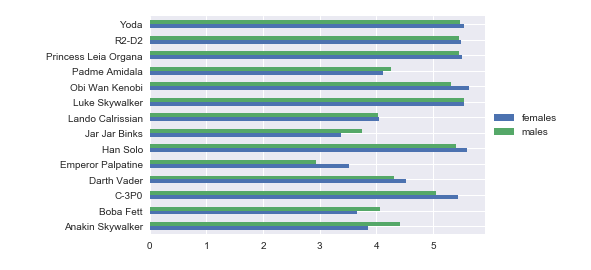 Yoda
R2-D2
Princess Leia Organa
Padme Amidala
Obi Wan Kenobi
Luke Skywalker
Lando Calrissian
Jar Jar Binks
Han Solo
Emperor Palpatine
Darth Vader
C-3P0
Boba Fett
Anakin Skywalker
0 1 2 3 4 5
females
males